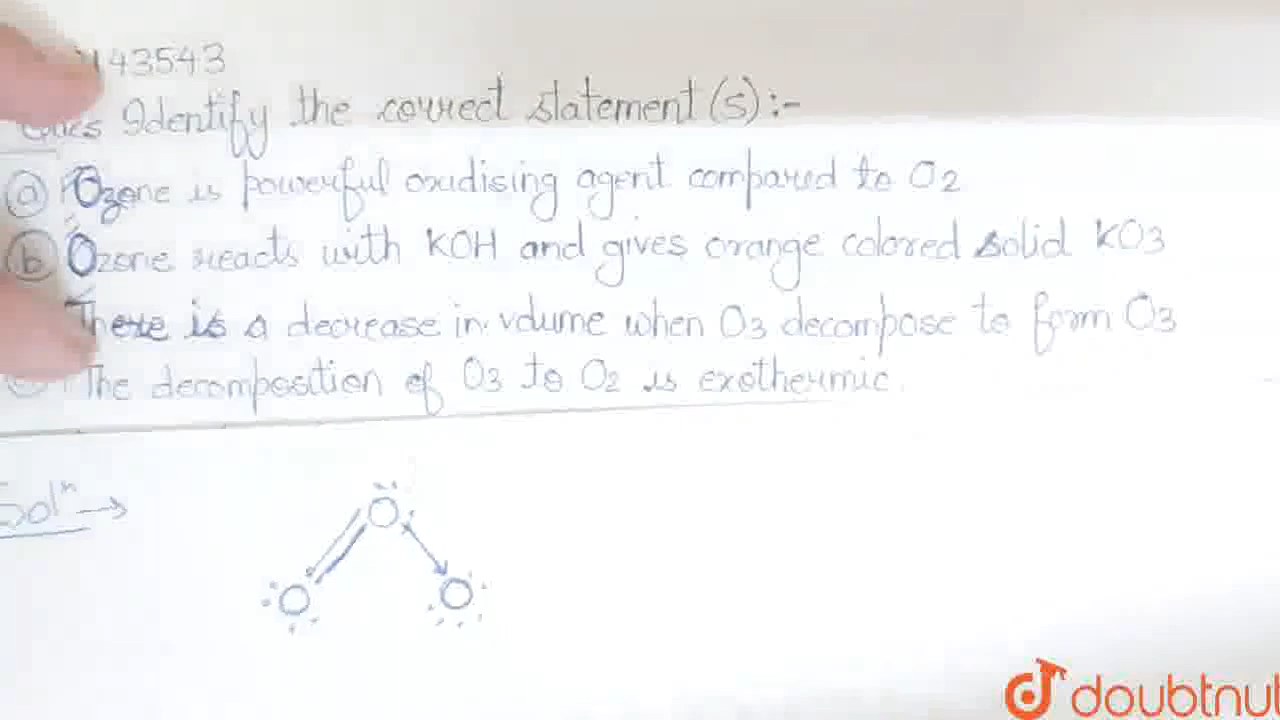 43543
Ques Identify the correct statement(s):-
a Ozone is powerful oxidising agent compared to O2
b Ozone reacts with KOH and gives orange colored solid KO3
There is a decrease in volume when O3 decompose to form O3
The decomposition of O3 to O2 is exothermic.
Solⁿ →
O
O O
doubtnut